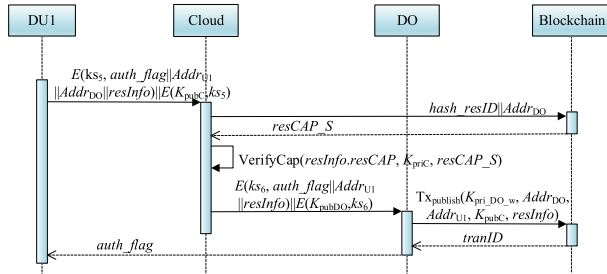 DU1
Cloud
DO
Blockchain
E(ks5, auth_flag||AddrU1
||AddrDO||resInfo)||E(KpubC,ks5)
hash_resID||AddrDO
resCAP_S
VerifyCap(resInfo.resCAP, KpriC, resCAP_S)
E(ks6, auth_flag||AddrU1
||resInfo)||E(KpubDO,ks6)
Txpublish(Kpri_DO_w, AddrDO,
AddrU1, KpubC, resInfo)
tranID
auth_flag